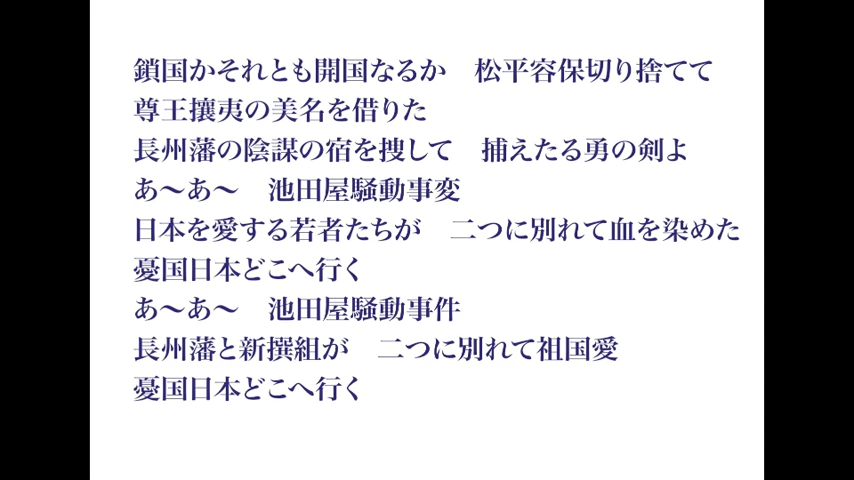 鎖国かそれとも開国なるか　松平容保切り捨てて
尊王攘夷の美名を借りた
長州藩の陰謀の宿を捜して　捕えたる勇の剣よ
あ〜あ〜　池田屋騒動事変
日本を愛する若者たちが　二つに別れて血を染めた
憂国日本どこへ行く
あ〜あ〜　池田屋騒動事件
長州藩と新撰組が　二つに別れて祖国愛
憂国日本どこへ行く